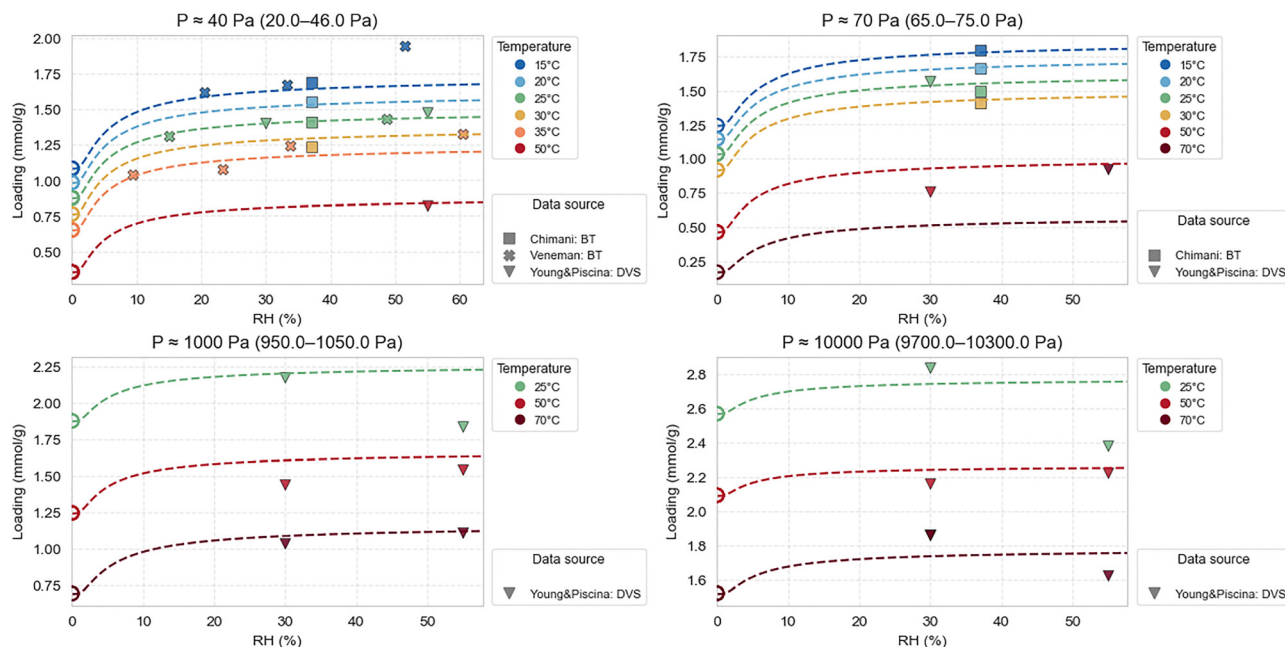 P ≈ 40 Pa (20.0–46.0 Pa)
2.00
1.75
1.50
1.25
1.00
0.75
0.50
Loading (mmol/g)
0
10
20
30
40
50
60
RH (%)
Temperature
15°C
20°C
25°C
30°C
35°C
50°C
Data source
Chimani: BT
Veneman: BT
Young&Piscina: DVS
P ≈ 70 Pa (65.0–75.0 Pa)
1.75
1.50
1.25
1.00
0.75
0.50
0.25
Loading (mmol/g)
0
10
20
30
40
50
RH (%)
Temperature
15°C
20°C
25°C
30°C
50°C
70°C
Data source
Chimani: BT
Young&Piscina: DVS
P ≈ 1000 Pa (950.0–1050.0 Pa)
2.25
2.00
1.75
1.50
1.25
1.00
0.75
Loading (mmol/g)
0
10
20
30
40
50
RH (%)
Temperature
25°C
50°C
70°C
Data source
Young&Piscina: DVS
P ≈ 10000 Pa (9700.0–10300.0 Pa)
2.8
2.6
2.4
2.2
2.0
1.8
1.6
Loading (mmol/g)
0
10
20
30
40
50
RH (%)
Temperature
25°C
50°C
70°C
Data source
Young&Piscina: DVS